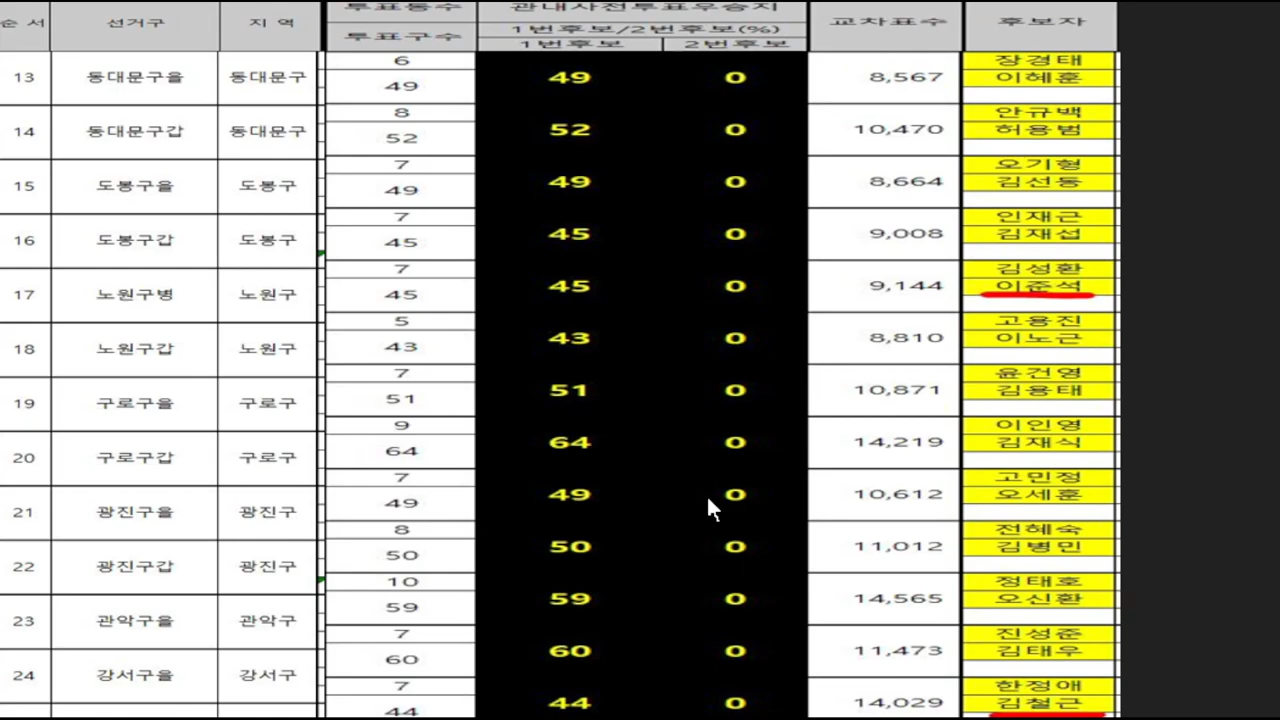 순 서 선거구 지 역 투표동수 관내사전투표우승지 교차표수 후보자
투표구수 1번후보/2번후보(%)
1번후보 2번후보
13 동대문구을 동대문구 6 49 49 0 8,567 장경태 이혜훈
14 동대문구갑 동대문구 8 52 52 0 10,470 안규백 허용범
15 도봉구을 도봉구 7 49 49 0 8,664 오기형 김선동
16 도봉구갑 도봉구 7 45 45 0 9,008 인재근 김재섭
17 노원구병 노원구 7 45 45 0 9,144 김성환 이준석
18 노원구갑 노원구 5 43 43 0 8,810 고용진 이노근
19 구로구을 구로구 7 51 51 0 10,871 윤건영 김용태
20 구로구갑 구로구 9 64 64 0 14,219 이인영 김재식
21 광진구을 광진구 7 49 49 0 10,612 고민정 오세훈
22 광진구갑 광진구 8 50 50 0 11,012 전혜숙 김병민
23 관악구을 관악구 10 59 59 0 14,565 정태호 오신환
24 강서구을 강서구 7 60 60 0 11,473 진성준 김태우
7 44 44 0 14,029 한정애 김철근